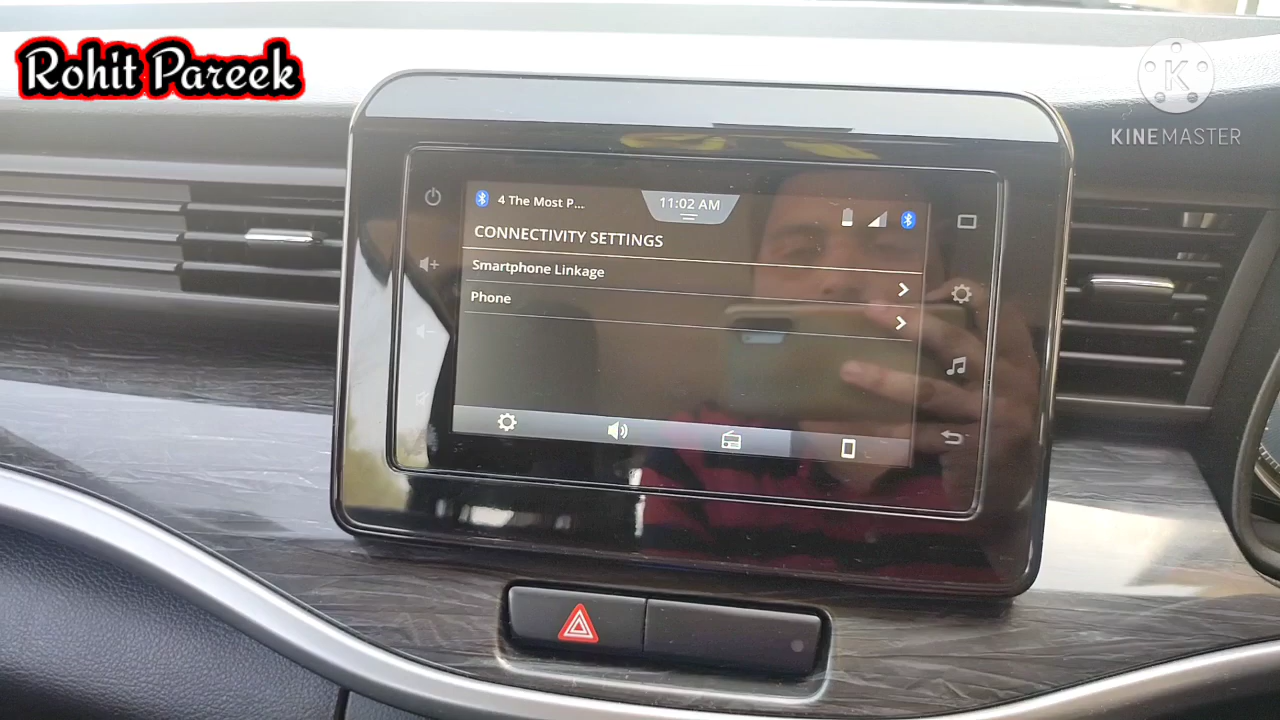 Rohit Pareek
KINEMASTER
4 The Most P...
11:02 AM
CONNECTIVITY SETTINGS
Smartphone Linkage
Phone